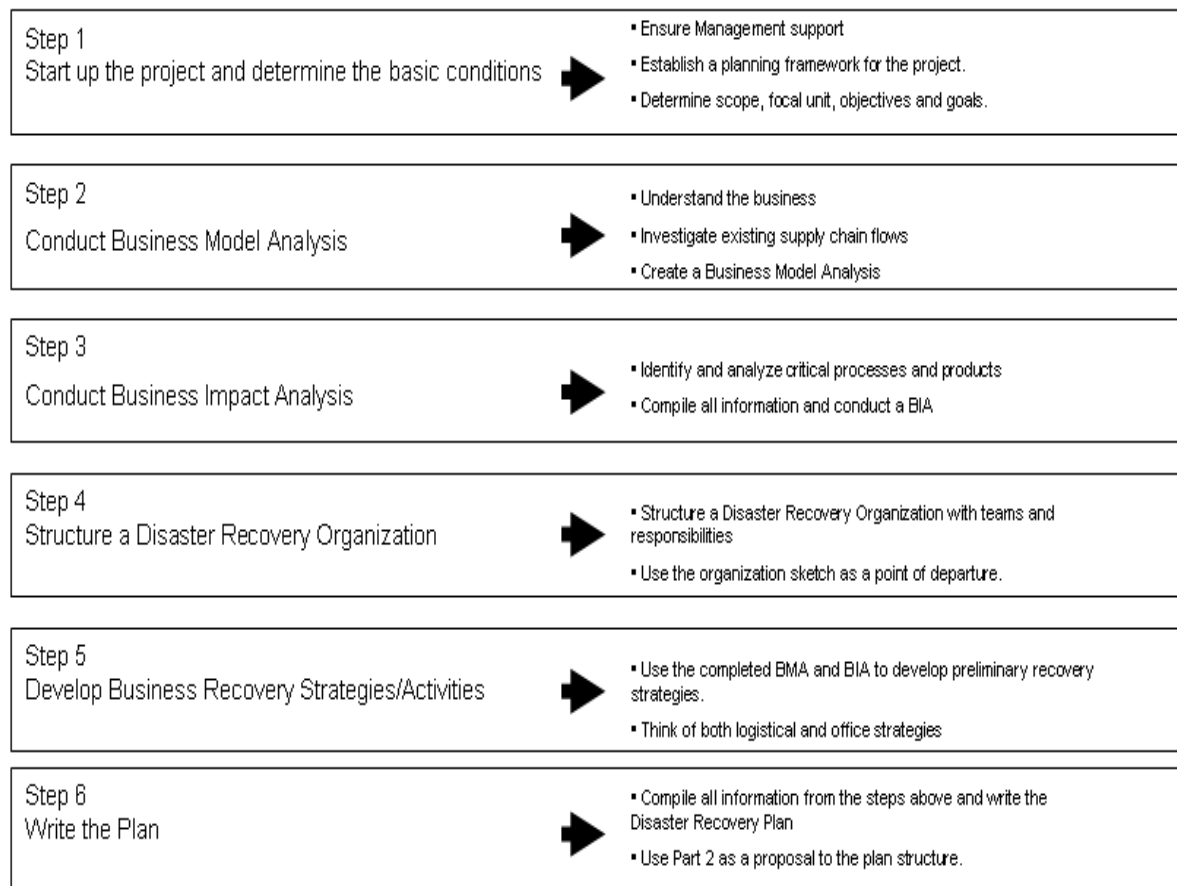 Step 1
Start up the project and determine the basic conditions
▪ Ensure Management support
▪ Establish a planning framework for the project.
▪ Determine scope, focal unit, objectives and goals.
Step 2
Conduct Business Model Analysis
▪ Understand the business
▪ Investigate existing supply chain flows
▪ Create a Business Model Analysis
Step 3
Conduct Business Impact Analysis
▪ Identify and analyze critical processes and products
▪ Compile all information and conduct a BIA
Step 4
Structure a Disaster Recovery Organization
▪ Structure a Disaster Recovery Organization with teams and
responsibilities
▪ Use the organization sketch as a point of departure.
Step 5
Develop Business Recovery Strategies/Activities
▪ Use the completed BMA and BIA to develop preliminary recovery
strategies.
▪ Think of both logistical and office strategies
Step 6
Write the Plan
▪ Compile all information from the steps above and write the
Disaster Recovery Plan
▪ Use Part 2 as a proposal to the plan structure.